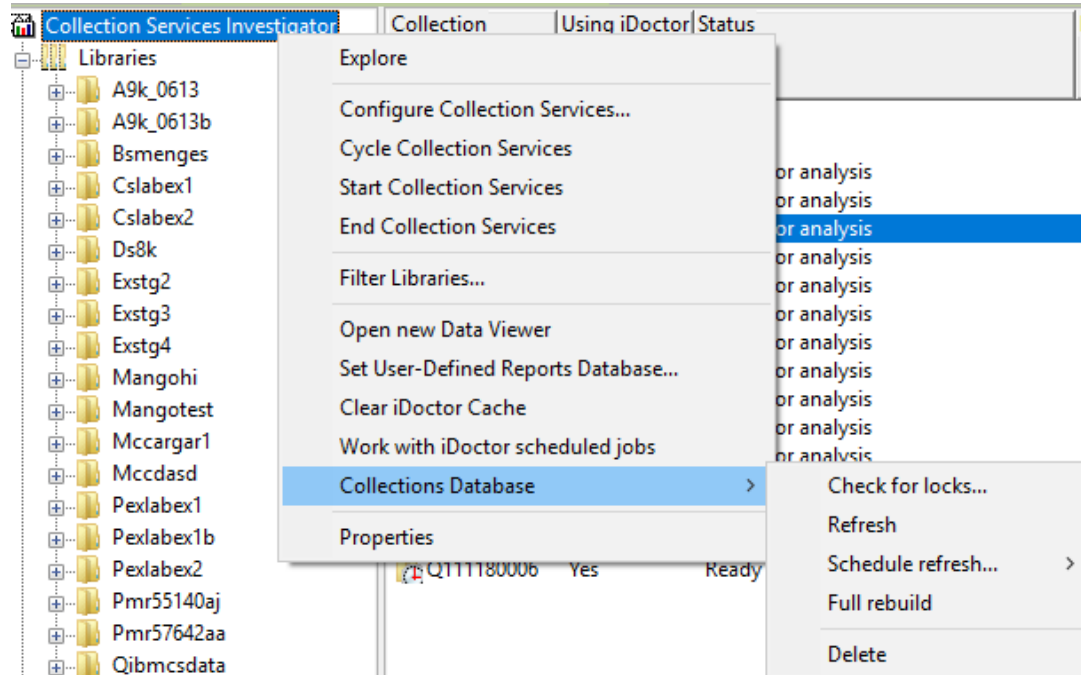 Collection Services Investigator
Libraries
A9k_0613
A9k_0613b
Bsmenges
Cslabex1
Cslabex2
Ds8k
Exstg2
Exstg3
Exstg4
Mangohi
Mangotest
Mccargar1
Mccdasd
Pexlabex1
Pexlabex1b
Pexlabex2
Pmr55140aj
Pmr57642aa
Qibmcsdata
Explore
Configure Collection Services...
Cycle Collection Services
Start Collection Services
End Collection Services
Filter Libraries...
Open new Data Viewer
Set User-Defined Reports Database...
Clear iDoctor Cache
Work with iDoctor scheduled jobs
Collections Database >
Properties
Check for locks...
Refresh
Schedule refresh... >
Full rebuild
Delete
Collection Using iDoctor Status
or analysis
or analysis
or analysis
or analysis
or analysis
or analysis
or analysis
or analysis
or analysis
or analysis
or analysis
Q111180006 Yes Ready